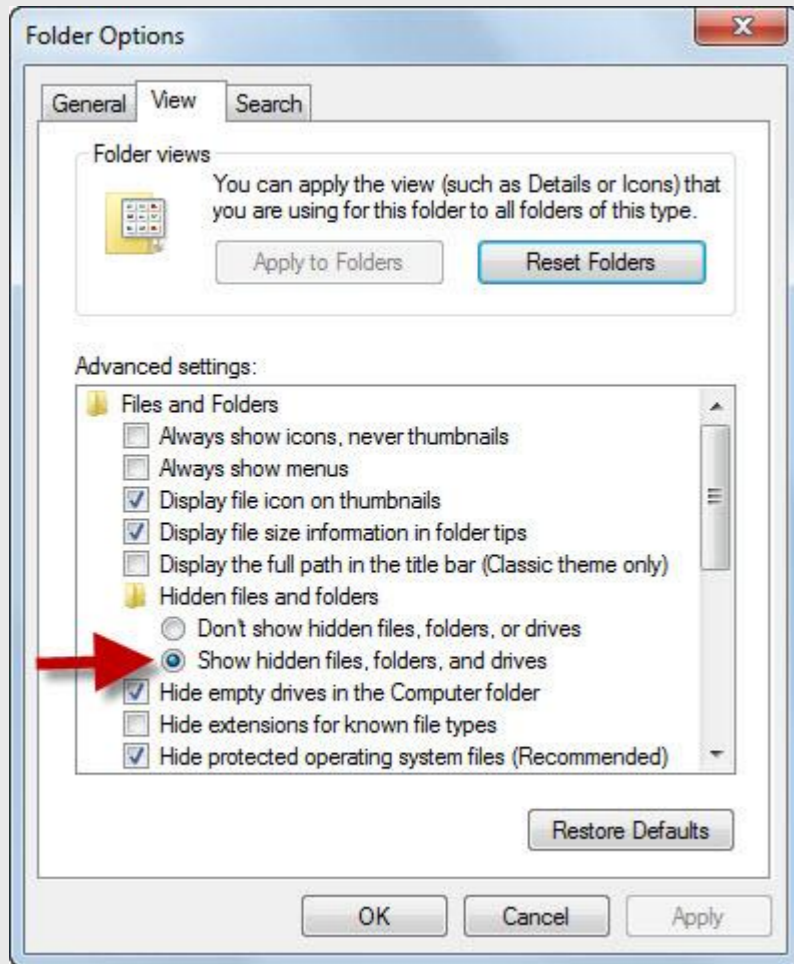 Folder Options
General View Search
Folder views
You can apply the view (such as Details or Icons) that
you are using for this folder to all folders of this type.
Apply to Folders Reset Folders
Advanced settings:
Files and Folders
Always show icons, never thumbnails
Always show menus
Display file icon on thumbnails
Display file size information in folder tips
Display the full path in the title bar (Classic theme only)
Hidden files and folders
Don't show hidden files, folders, or drives
Show hidden files, folders, and drives
Hide empty drives in the Computer folder
Hide extensions for known file types
Hide protected operating system files (Recommended)
Restore Defaults
OK Cancel Apply